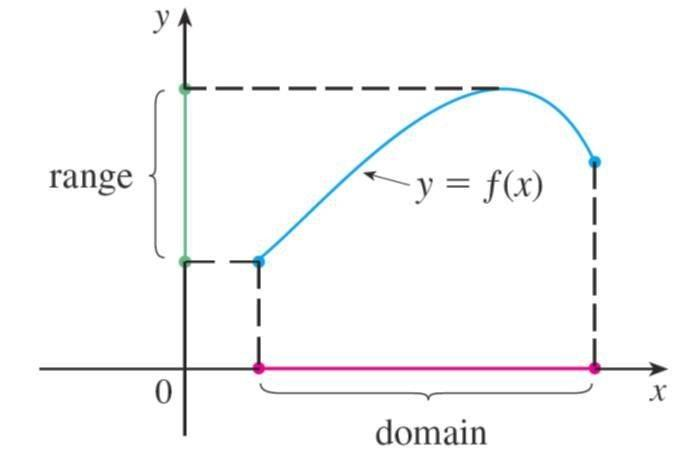 y
range
y = f(x)
0
x
domain